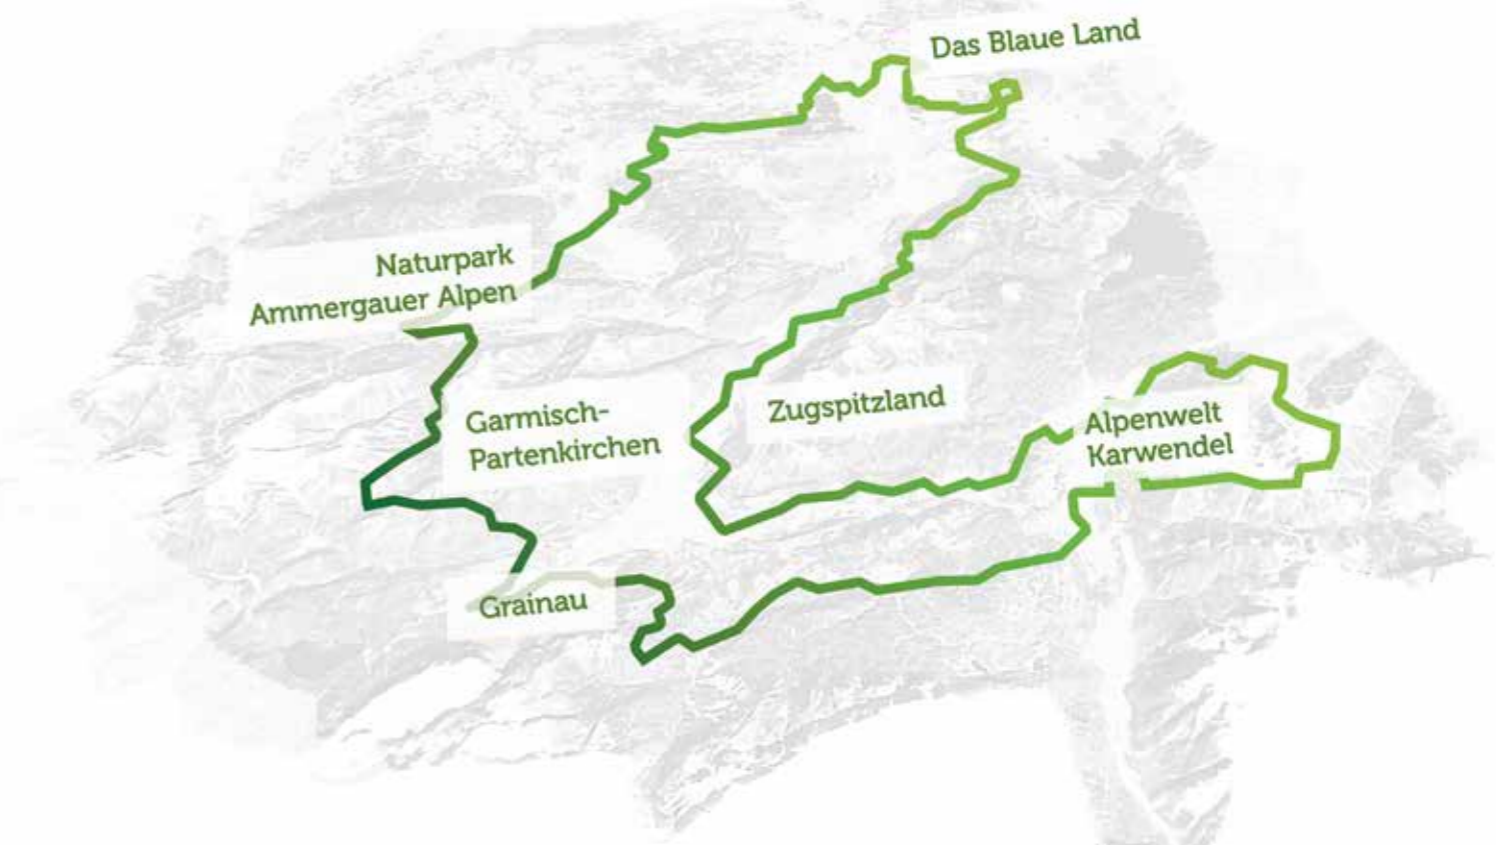 Das Blaue Land
Naturpark
Ammergauer Alpen
Garmisch-
Partenkirchen
Zugspitzland
Alpenwelt
Karwendel
Grainau